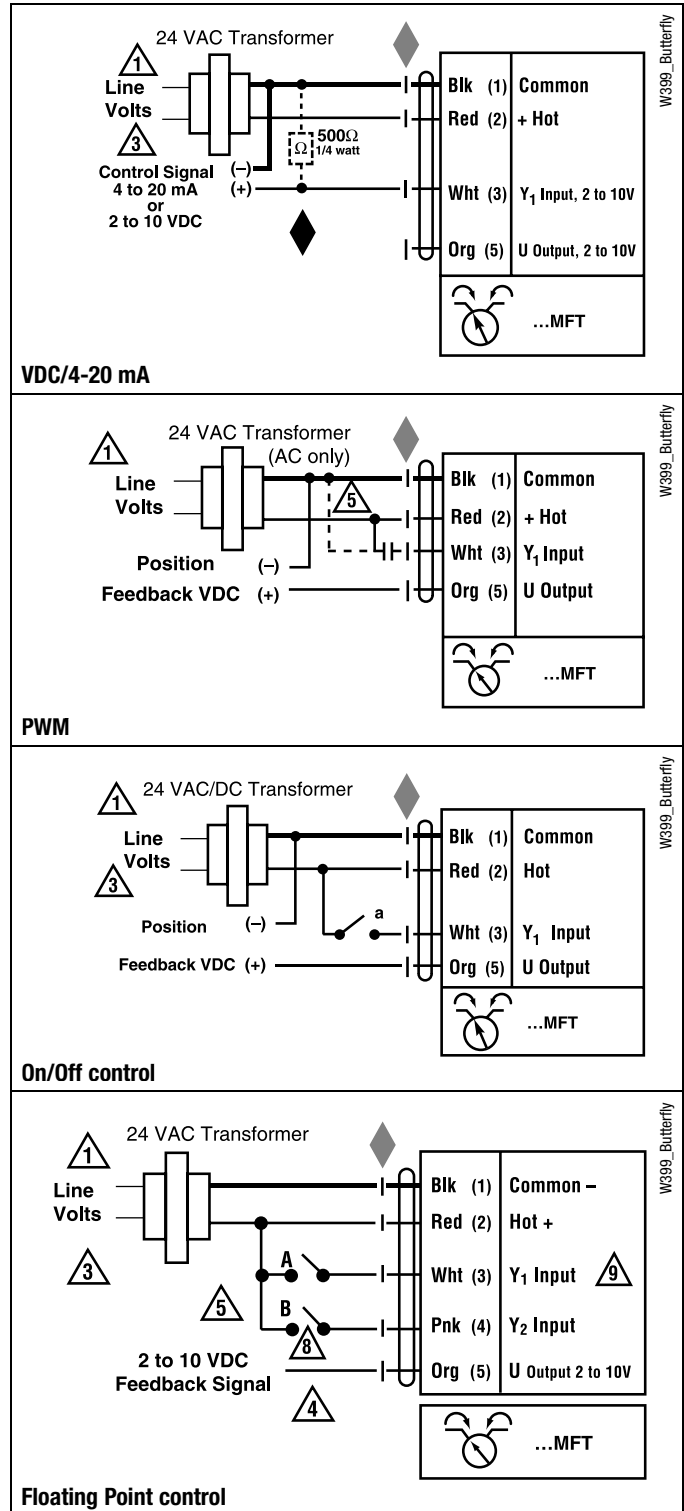 24 VAC Transformer
1
Line
Volts
3
Control Signal
4 to 20 mA
or
2 to 10 VDC
(–)
(+)
Ω
500Ω
1/4 watt
Blk (1) Common
Red (2) + Hot
Wht (3) Y₁ Input, 2 to 10V
Org (5) U Output, 2 to 10V
...MFT
W399_Butterfly
VDC/4-20 mA
24 VAC Transformer
(AC only)
1
Line
Volts
5
Position (–)
Feedback VDC (+)
Blk (1) Common
Red (2) + Hot
Wht (3) Y₁ Input
Org (5) U Output
...MFT
W399_Butterfly
PWM
24 VAC/DC Transformer
1
Line
Volts
3
a
Position (–)
Feedback VDC (+)
Blk (1) Common
Red (2) Hot
Wht (3) Y₁ Input
Org (5) U Output
...MFT
W399_Butterfly
On/Off control
24 VAC Transformer
1
Line
Volts
3
A
5
B
8
2 to 10 VDC
Feedback Signal
4
Blk (1) Common –
Red (2) Hot +
Wht (3) Y₁ Input 9
Pnk (4) Y₂ Input
Org (5) U Output 2 to 10V
...MFT
W399_Butterfly
Floating Point control